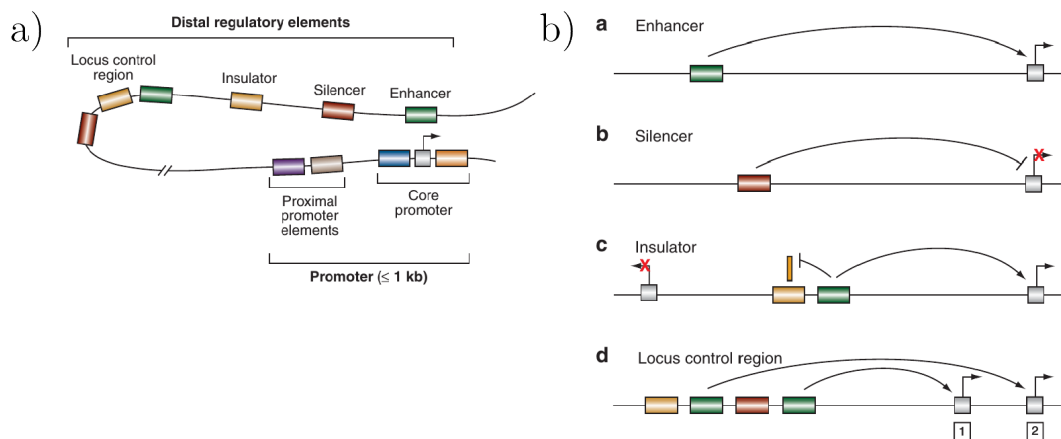 a)
Distal regulatory elements
Locus control
region
Insulator
Silencer
Enhancer
Proximal
promoter
elements
Core
promoter
Promoter (≤ 1 kb)
b)
a Enhancer
b Silencer
X
c Insulator
X
d Locus control region
1 2